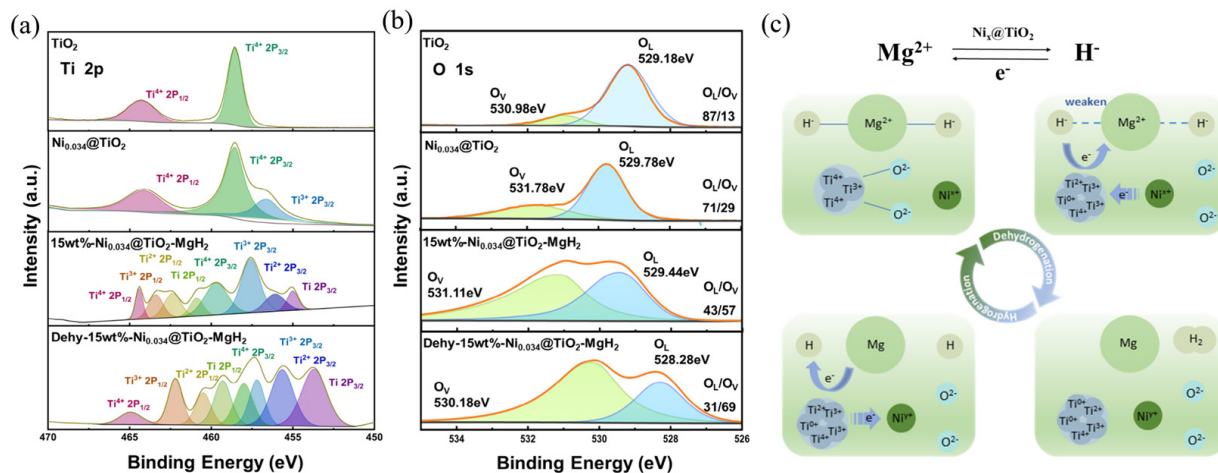 (a)
TiO2
Ti 2p
Ti4+ 2P1/2
Ti4+ 2P3/2
Ni0.034@TiO2
Ti4+ 2P1/2
Ti4+ 2P3/2
Ti3+ 2P3/2
15wt%-Ni0.034@TiO2-MgH2
Ti4+ 2P1/2
Ti3+ 2P1/2
Ti2+ 2P1/2
Ti 2P1/2
Ti4+ 2P3/2
Ti3+ 2P3/2
Ti2+ 2P3/2
Ti 2P3/2
Dehy-15wt%-Ni0.034@TiO2-MgH2
Ti4+ 2P1/2
Ti3+ 2P1/2
Ti2+ 2P1/2
Ti 2P1/2
Ti4+ 2P3/2
Ti3+ 2P3/2
Ti2+ 2P3/2
Ti 2P3/2
Intensity (a.u.)
470 465 460 455 450
Binding Energy (eV)
(b)
TiO2
O 1s
OV
530.98eV
OL
529.18eV
OL/OV
87/13
Ni0.034@TiO2
OV
531.78eV
OL
529.78eV
OL/OV
71/29
15wt%-Ni0.034@TiO2-MgH2
OV
531.11eV
OL
529.44eV
OL/OV
43/57
Dehy-15wt%-Ni0.034@TiO2-MgH2
OV
530.18eV
OL
528.28eV
OL/OV
31/69
Intensity (a.u.)
534 532 530 528 526
Binding Energy (eV)
(c)
Mg2+ Nix@TiO2 H-
e-
H- Mg2+ H-
Ti4+ Ti3+ Ti4+
O2-
Nix+
O2-
weaken
H- Mg2+ H-
e-
Ti2+ Ti3+
Ti0+
Ti4+ Ti3+
e-
Nix+
O2-
O2-
Dehydrogenation
Hydrogenation
H Mg H
e-
Ti2+ Ti3+
Ti0+
Ti4+ Ti3+
e-
Niy+
O2-
O2-
Mg H2
Ti0+
Ti2+
Ti4+ Ti3+
Niy+
O2-
O2-